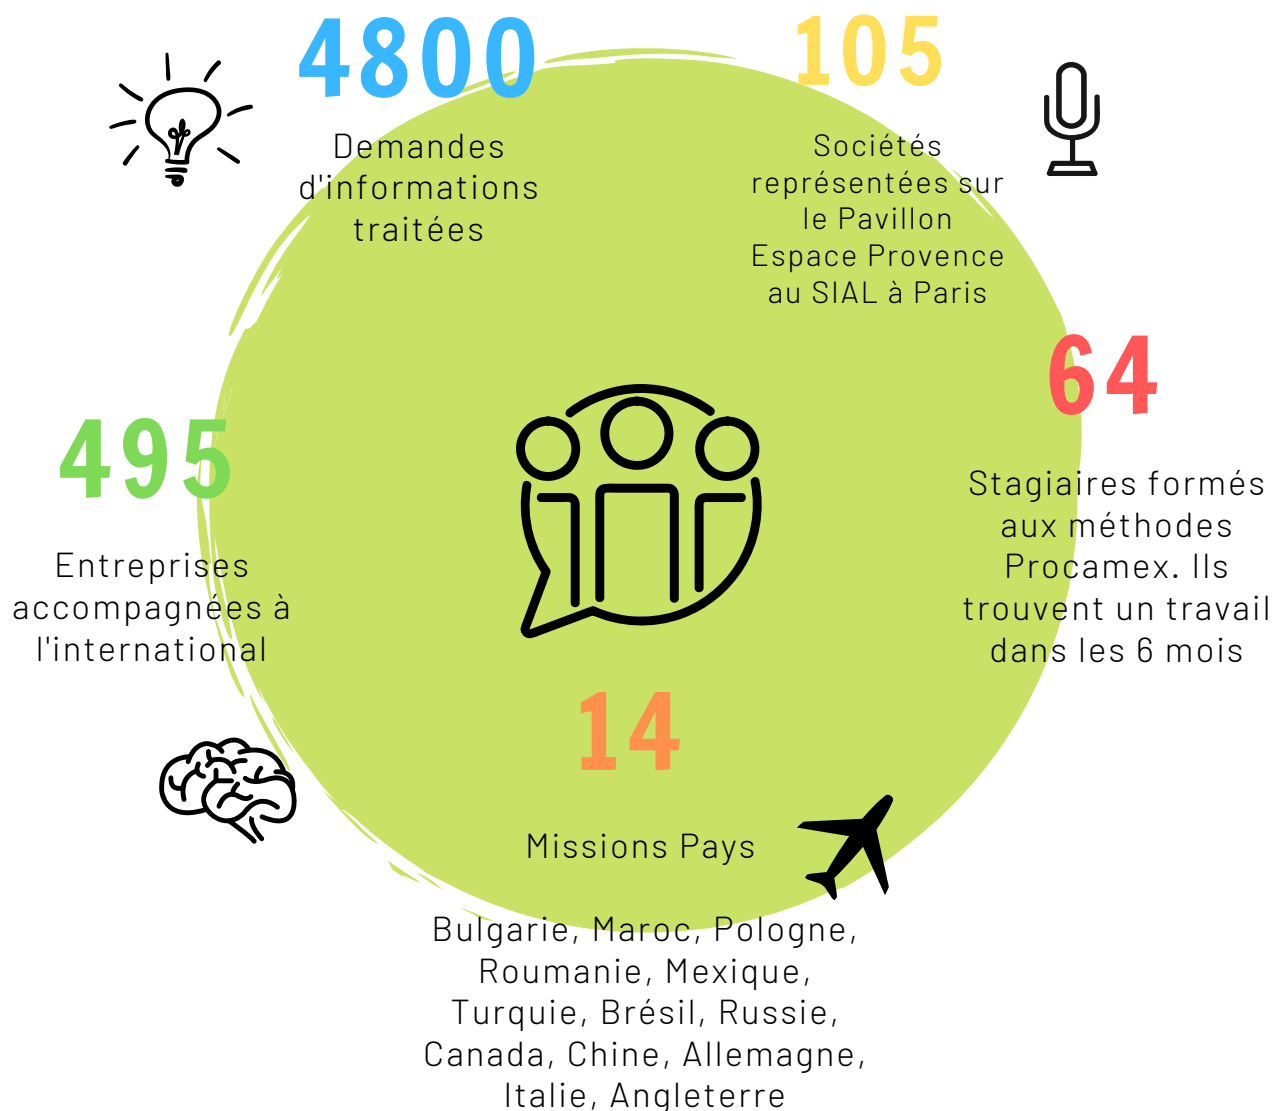 4800
Demandes
d'informations
traitées
105
Sociétés
représentées sur
le Pavillon
Espace Provence
au SIAL à Paris
64
Stagiaires formés
aux méthodes
Procamex. Ils
trouvent un travail
dans les 6 mois
495
Entreprises
accompagnées à
l'international
14
Missions Pays
Bulgarie, Maroc, Pologne,
Roumanie, Mexique,
Turquie, Brésil, Russie,
Canada, Chine, Allemagne,
Italie, Angleterre